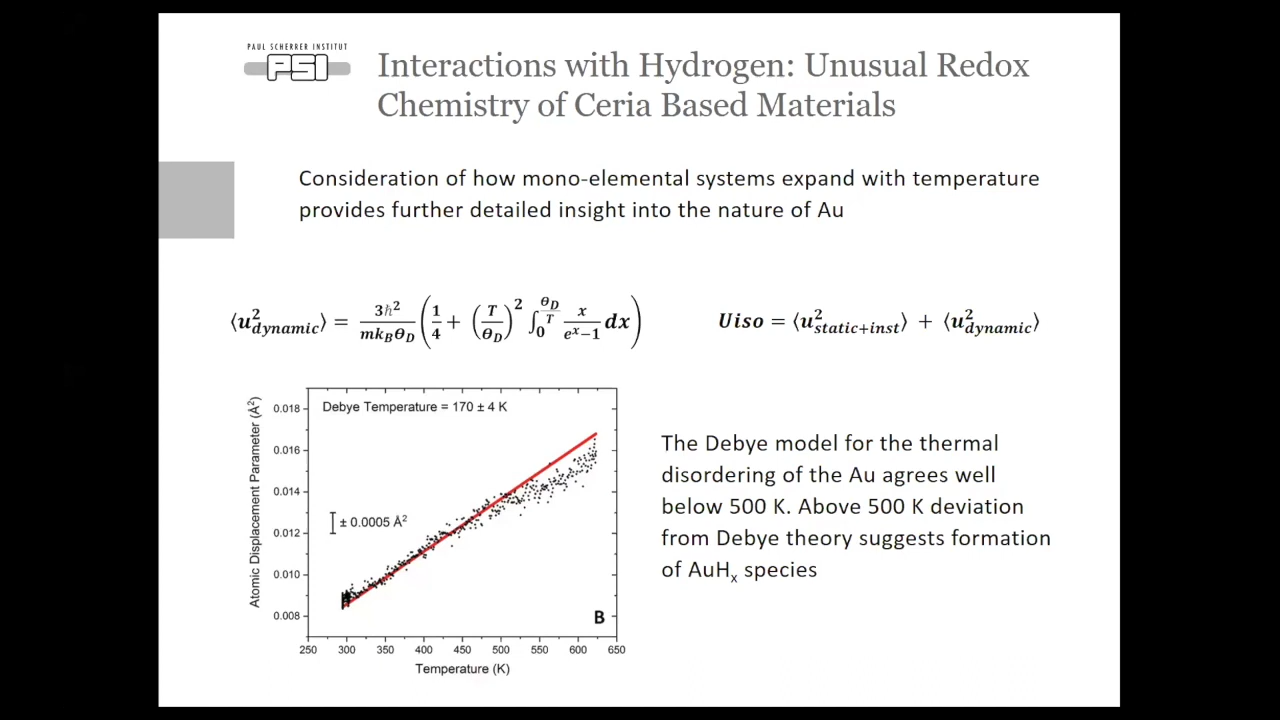 PAUL SCHERRER INSTITUT
PSI
Interactions with Hydrogen: Unusual Redox
Chemistry of Ceria Based Materials
Consideration of how mono-elemental systems expand with temperature
provides further detailed insight into the nature of Au
⟨u²dynamic⟩ = 3ħ²/(mk_BΘ_D) (1/4 + (T/Θ_D)² ∫₀^(Θ_D/T) x/(eˣ−1) dx)
Uiso = ⟨u²static+inst⟩ + ⟨u²dynamic⟩
Debye Temperature = 170 ± 4 K
± 0.0005 Å²
B
Atomic Displacement Parameter (Å²)
0.018
0.016
0.014
0.012
0.010
0.008
250 300 350 400 450 500 550 600 650
Temperature (K)
The Debye model for the thermal
disordering of the Au agrees well
below 500 K. Above 500 K deviation
from Debye theory suggests formation
of AuHₓ species